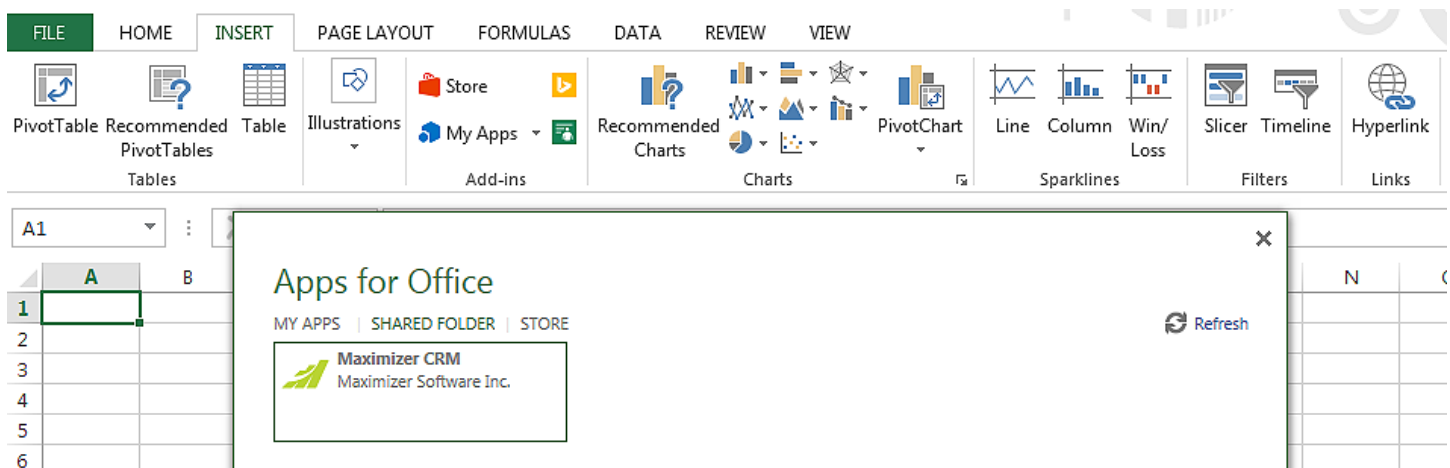 FILE HOME INSERT PAGE LAYOUT FORMULAS DATA REVIEW VIEW
PivotTable
Recommended
PivotTables
Table
Tables
Illustrations
Store
My Apps
Add-ins
Recommended
Charts
PivotChart
Charts
Line
Column
Win/
Loss
Sparklines
Slicer
Timeline
Filters
Hyperlink
Links
A1
A B N
1
2
3
4
5
6
Apps for Office
MY APPS | SHARED FOLDER | STORE
Refresh
Maximizer CRM
Maximizer Software Inc.